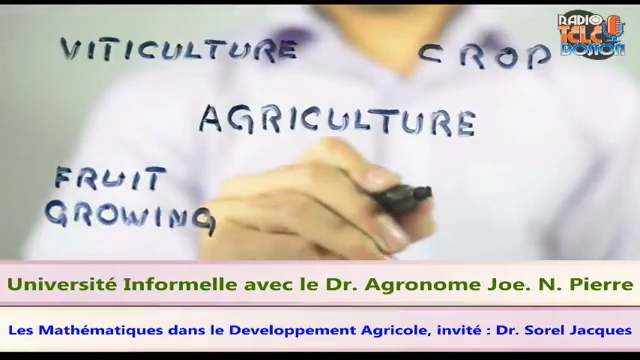 RADIO
TELE
BOSTON
VITICULTURE
CROP
AGRICULTURE
FRUIT
GROWING
Université Informelle avec le Dr. Agronome Joe. N. Pierre
Les Mathématiques dans le Developpement Agricole, invité : Dr. Sorel Jacques